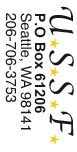 U.S.S.F.
P.O Box 61206
Seattle, WA 98141
206-706-3753